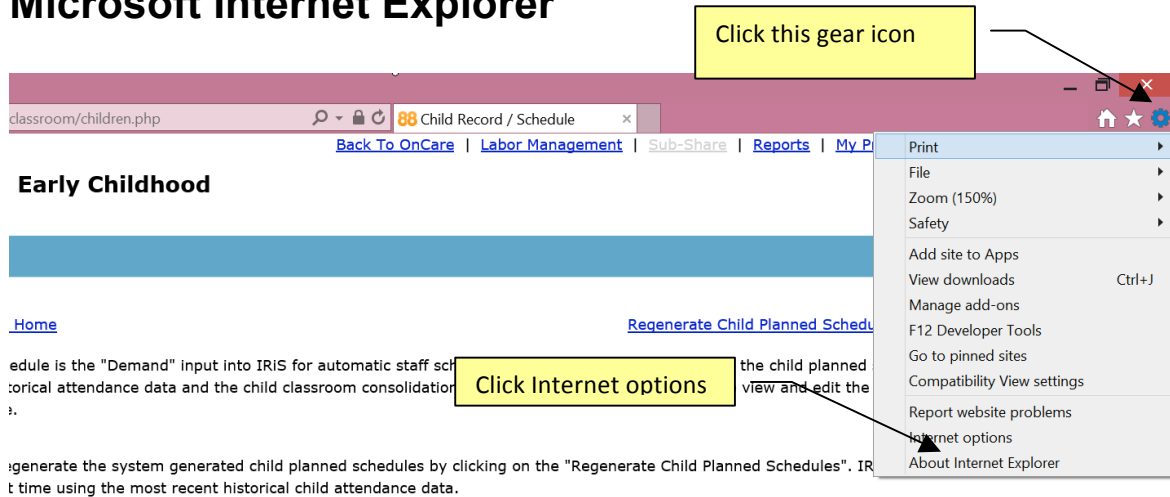 Microsoft Internet Explorer
Click this gear icon
classroom/children.php
88 Child Record / Schedule ×
Back To OnCare | Labor Management | Sub-Share | Reports | My P
Early Childhood
Print
File
Zoom (150%)
Safety
Add site to Apps
View downloads Ctrl+J
Manage add-ons
F12 Developer Tools
Go to pinned sites
Compatibility View settings
Report website problems
Internet options
About Internet Explorer
Home
Regenerate Child Planned Schedu
edule is the "Demand" input into IRiS for automatic staff sch the child planned
torical attendance data and the child classroom consolidation view and edit the
e.
Click Internet options
egenerate the system generated child planned schedules by clicking on the "Regenerate Child Planned Schedules". IR
t time using the most recent historical child attendance data.